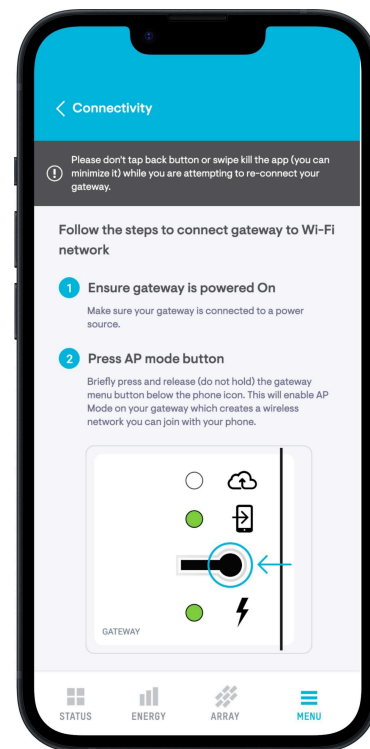 Connectivity
Please don't tap back button or swipe kill the app (you can
minimize it) while you are attempting to re-connect your
gateway.
Follow the steps to connect gateway to Wi-Fi
network
1 Ensure gateway is powered On
Make sure your gateway is connected to a power
source.
2 Press AP mode button
Briefly press and release (do not hold) the gateway
menu button below the phone icon. This will enable AP
Mode on your gateway which creates a wireless
network you can join with your phone.
GATEWAY
STATUS ENERGY ARRAY MENU